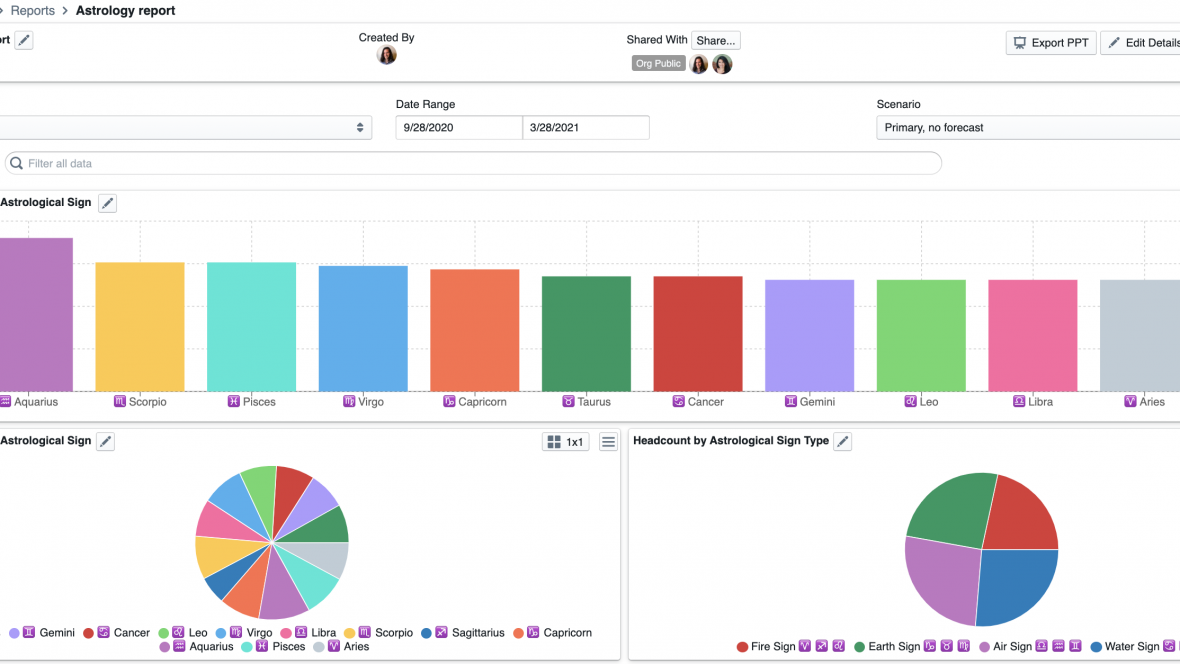 Reports > Astrology report
rt
Created By
Shared With Share...
Org Public
Export PPT
Edit Details
Date Range
Scenario
9/28/2020 3/28/2021
Primary, no forecast
Filter all data
Astrological Sign
♒ Aquarius ♏ Scorpio ♓ Pisces ♍ Virgo ♑ Capricorn ♉ Taurus ♋ Cancer ♊ Gemini ♌ Leo ♎ Libra ♈ Aries
Astrological Sign
1x1
♊ Gemini ♋ Cancer ♌ Leo ♍ Virgo ♎ Libra ♏ Scorpio ♐ Sagittarius ♑ Capricorn
♒ Aquarius ♓ Pisces ♈ Aries
Headcount by Astrological Sign Type
Fire Sign ♈ ♐ ♌ Earth Sign ♑ ♉ ♍ Air Sign ♎ ♒ ♊ Water Sign ♋